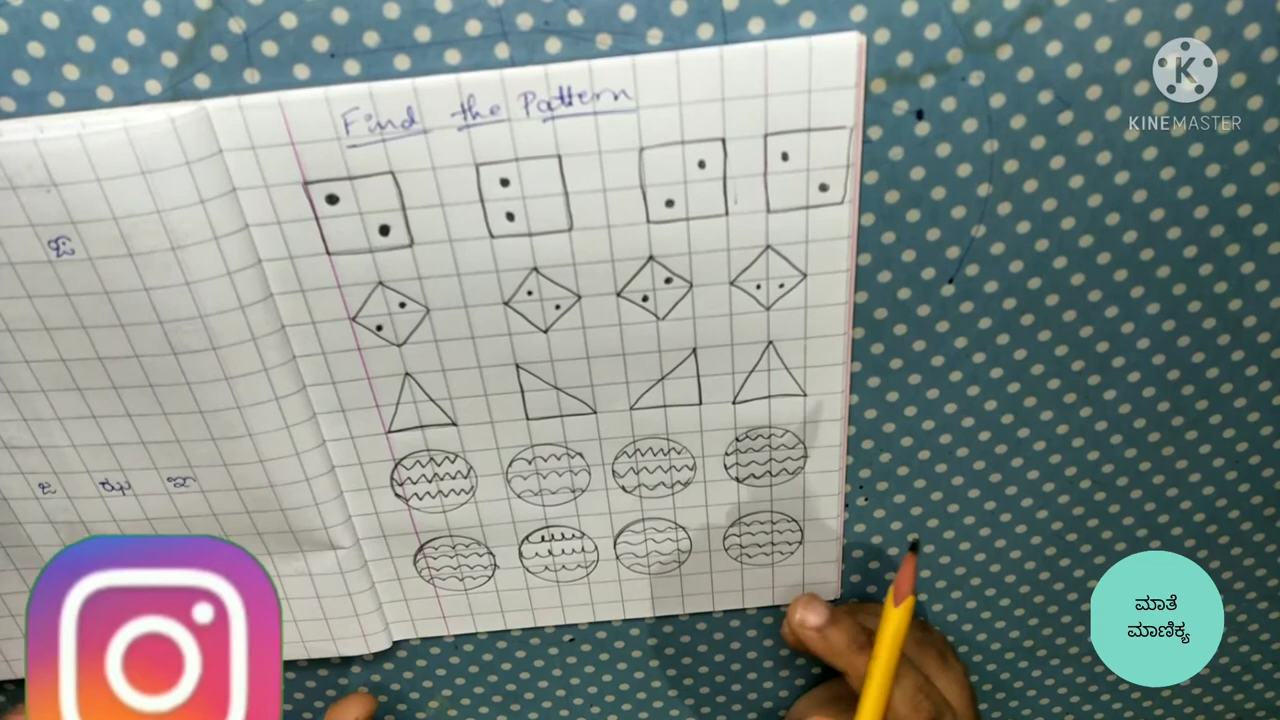 Find the Pattern
KINEMASTER
ಜ ಝ ಞ
ಮಾತೆ
ಮಾಣಿಕ್ಯ